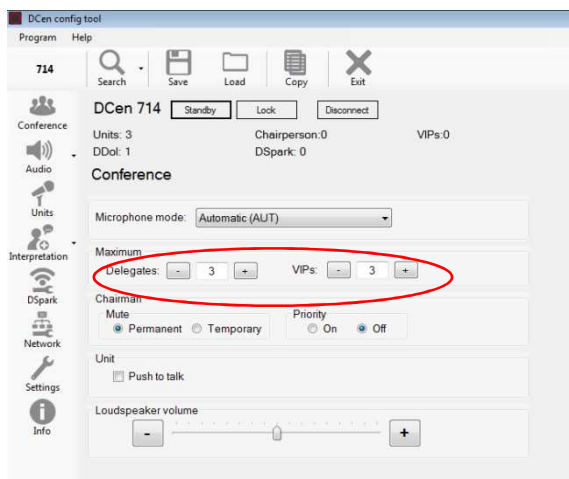 DCen config tool
Program Help
714
Search Save Load Copy Exit
Conference
Audio
Units
Interpretation
DSpark
Network
Settings
Info
DCen 714 Standby Lock Disconnect
Units: 3 Chairperson:0 VIPs:0
DDol: 1 DSpark: 0
Conference
Microphone mode: Automatic (AUT)
Maximum
Delegates: - 3 + VIPs: - 3 +
Chairman
Mute Priority
Permanent Temporary On Off
Unit
Push to talk
Loudspeaker volume
- +